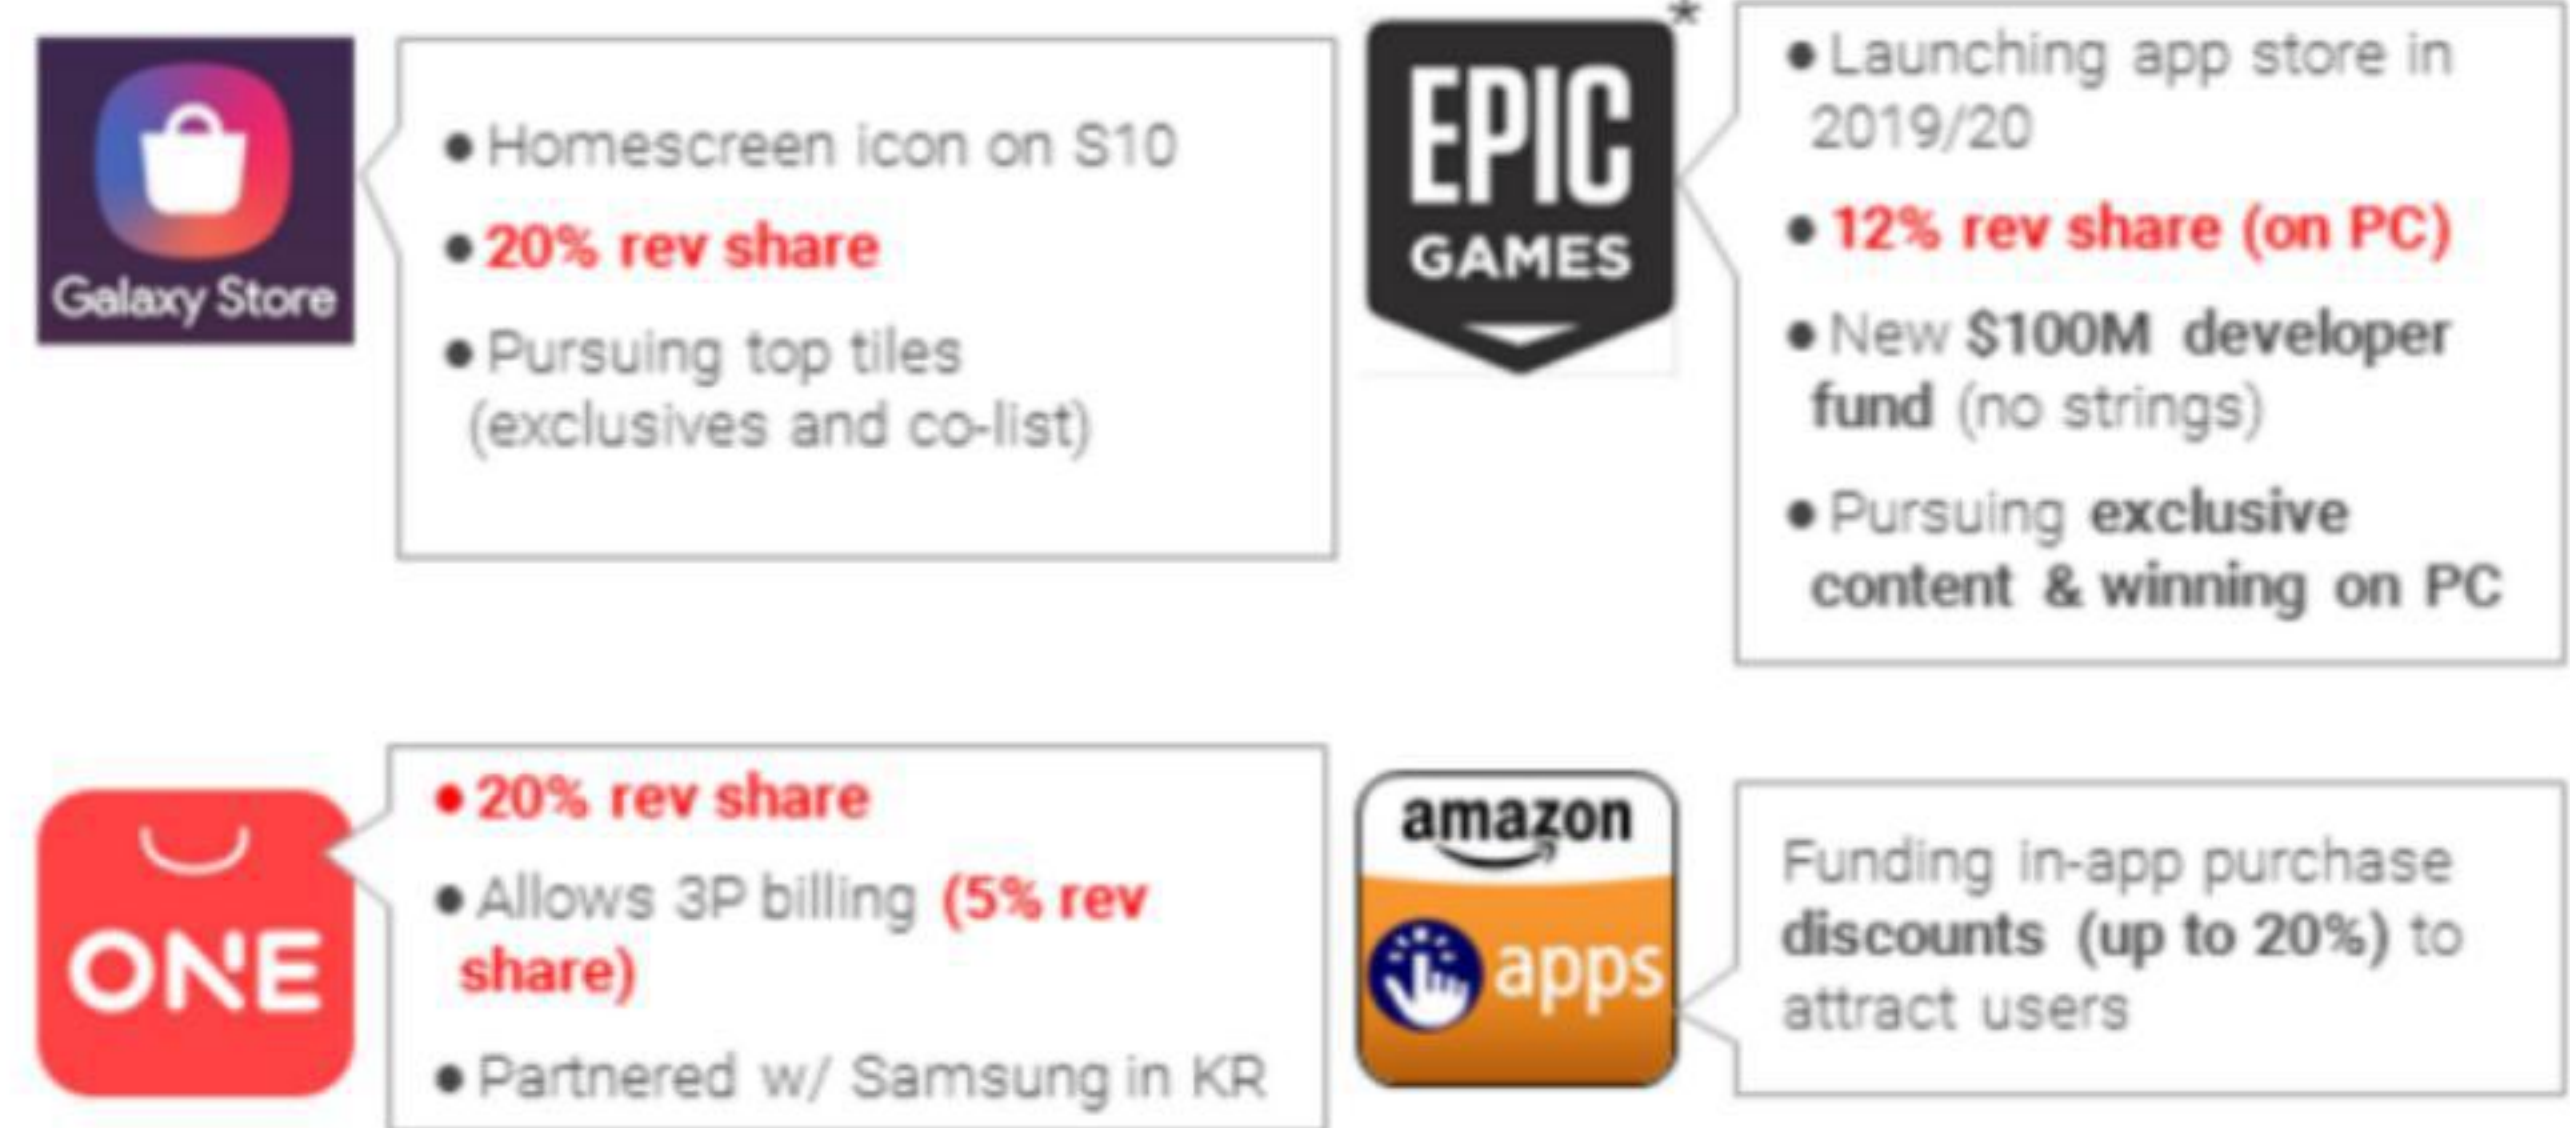 Galaxy Store
● Homescreen icon on S10
● 20% rev share
● Pursuing top tiles
(exclusives and co-list)
EPIC
GAMES
*
● Launching app store in
2019/20
● 12% rev share (on PC)
● New $100M developer
fund (no strings)
● Pursuing exclusive
content & winning on PC
ONE
● 20% rev share
● Allows 3P billing (5% rev
share)
● Partnered w/ Samsung in KR
amazon
apps
Funding in-app purchase
discounts (up to 20%) to
attract users